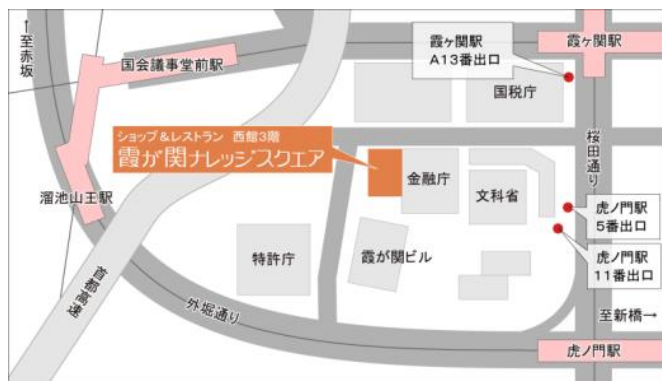 ↑至赤坂
国会議事堂前駅
霞ヶ関駅
A13番出口
霞ヶ関駅
国税庁
ショップ&レストラン 西館3階
霞が関ナレッジスクエア
桜田通り
溜池山王駅
金融庁
文科省
虎ノ門駅
5番出口
特許庁
霞が関ビル
虎ノ門駅
11番出口
首都高速
外堀通り
至新橋→
虎ノ門駅